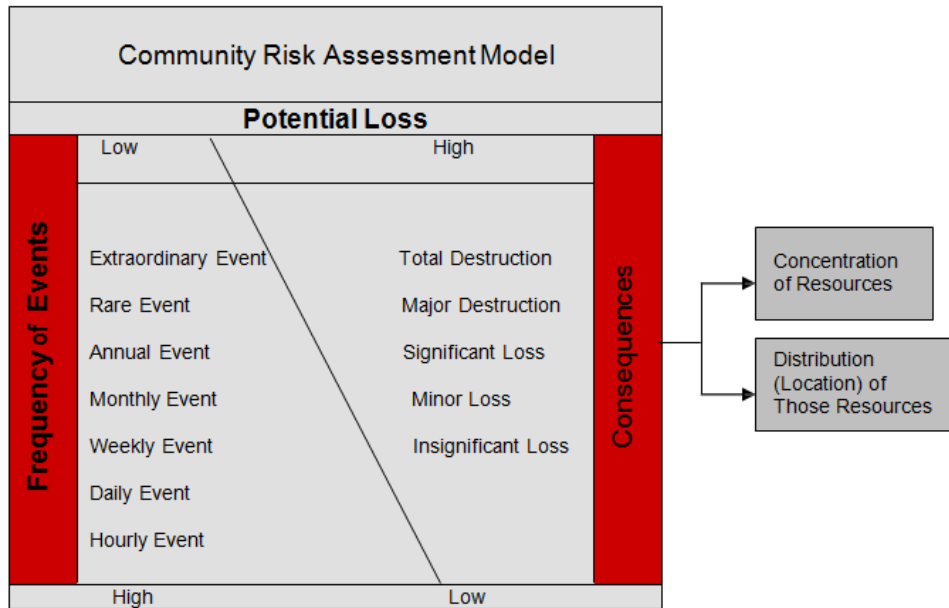 Community Risk Assessment Model
Potential Loss
Low
High
Frequency of Events
Extraordinary Event
Total Destruction
Rare Event
Major Destruction
Annual Event
Significant Loss
Monthly Event
Minor Loss
Weekly Event
Insignificant Loss
Daily Event
Hourly Event
Consequences
High
Low
Concentration
of Resources
Distribution
(Location) of
Those Resources